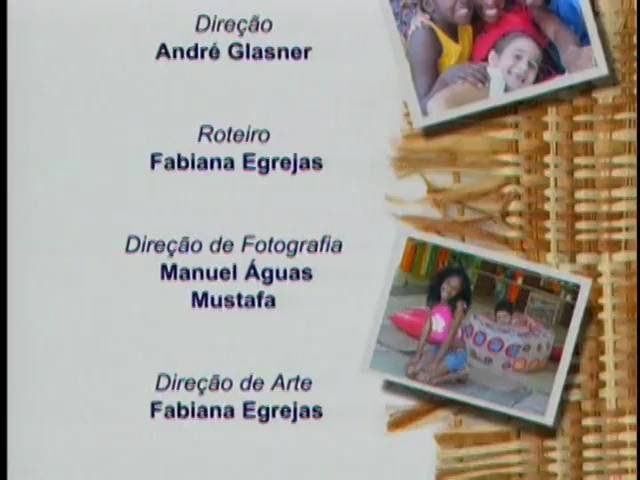 Direção
André Glasner
Roteiro
Fabiana Egrejas
Direção de Fotografia
Manuel Águas
Mustafa
Direção de Arte
Fabiana Egrejas